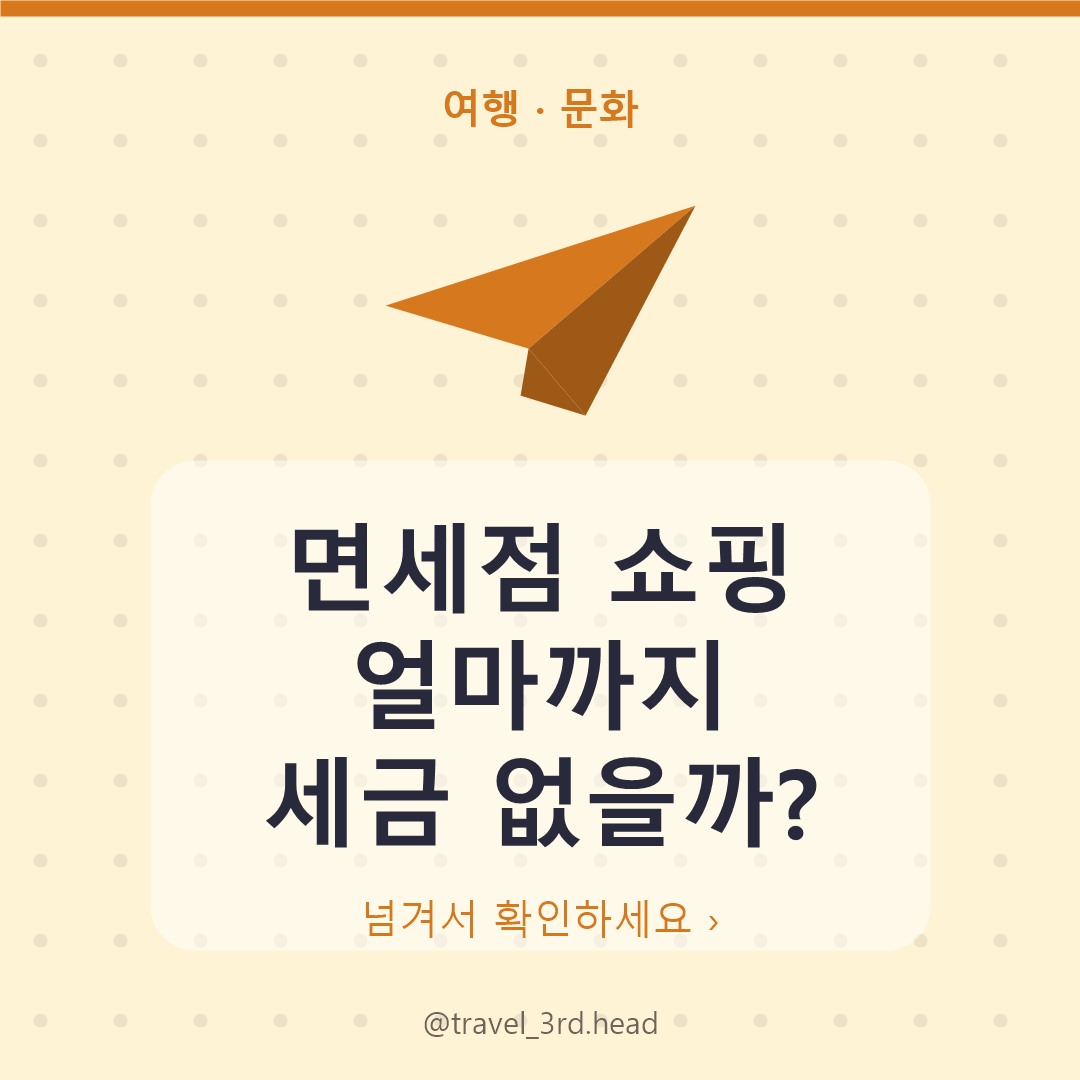 여행 · 문화
면세점 쇼핑
얼마까지
세금 없을까?
넘겨서 확인하세요 ›
@travel_3rd.head